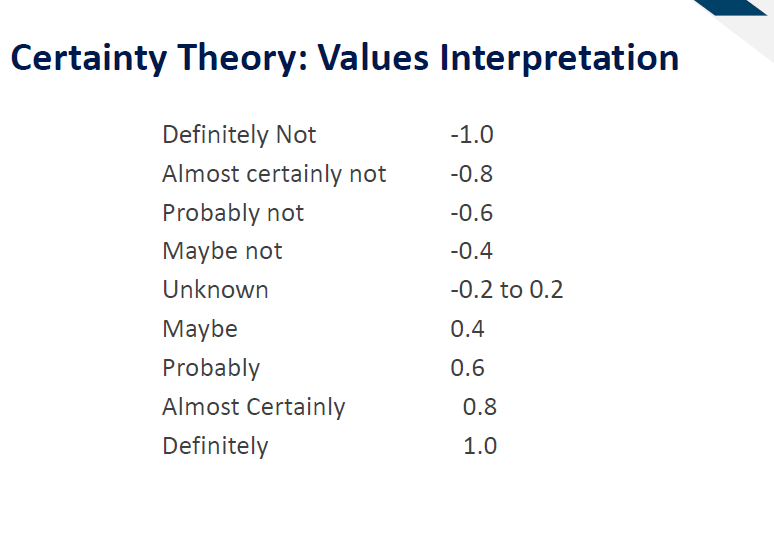 Certainty Theory: Values Interpretation
Definitely Not -1.0
Almost certainly not -0.8
Probably not -0.6
Maybe not -0.4
Unknown -0.2 to 0.2
Maybe 0.4
Probably 0.6
Almost Certainly 0.8
Definitely 1.0